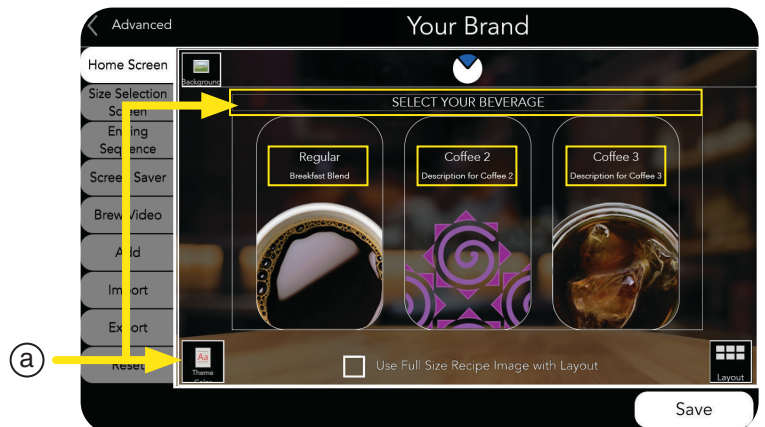 Advanced
Your Brand
Home Screen
Background
Size Selection
Screen
Ending
Sequence
Screen Saver
Brew Video
Add
Import
Export
Reset
SELECT YOUR BEVERAGE
Regular
Breakfast Blend
Coffee 2
Description for Coffee 2
Coffee 3
Description for Coffee 3
a
Aa
Theme
Color
Use Full Size Recipe Image with Layout
Layout
Save